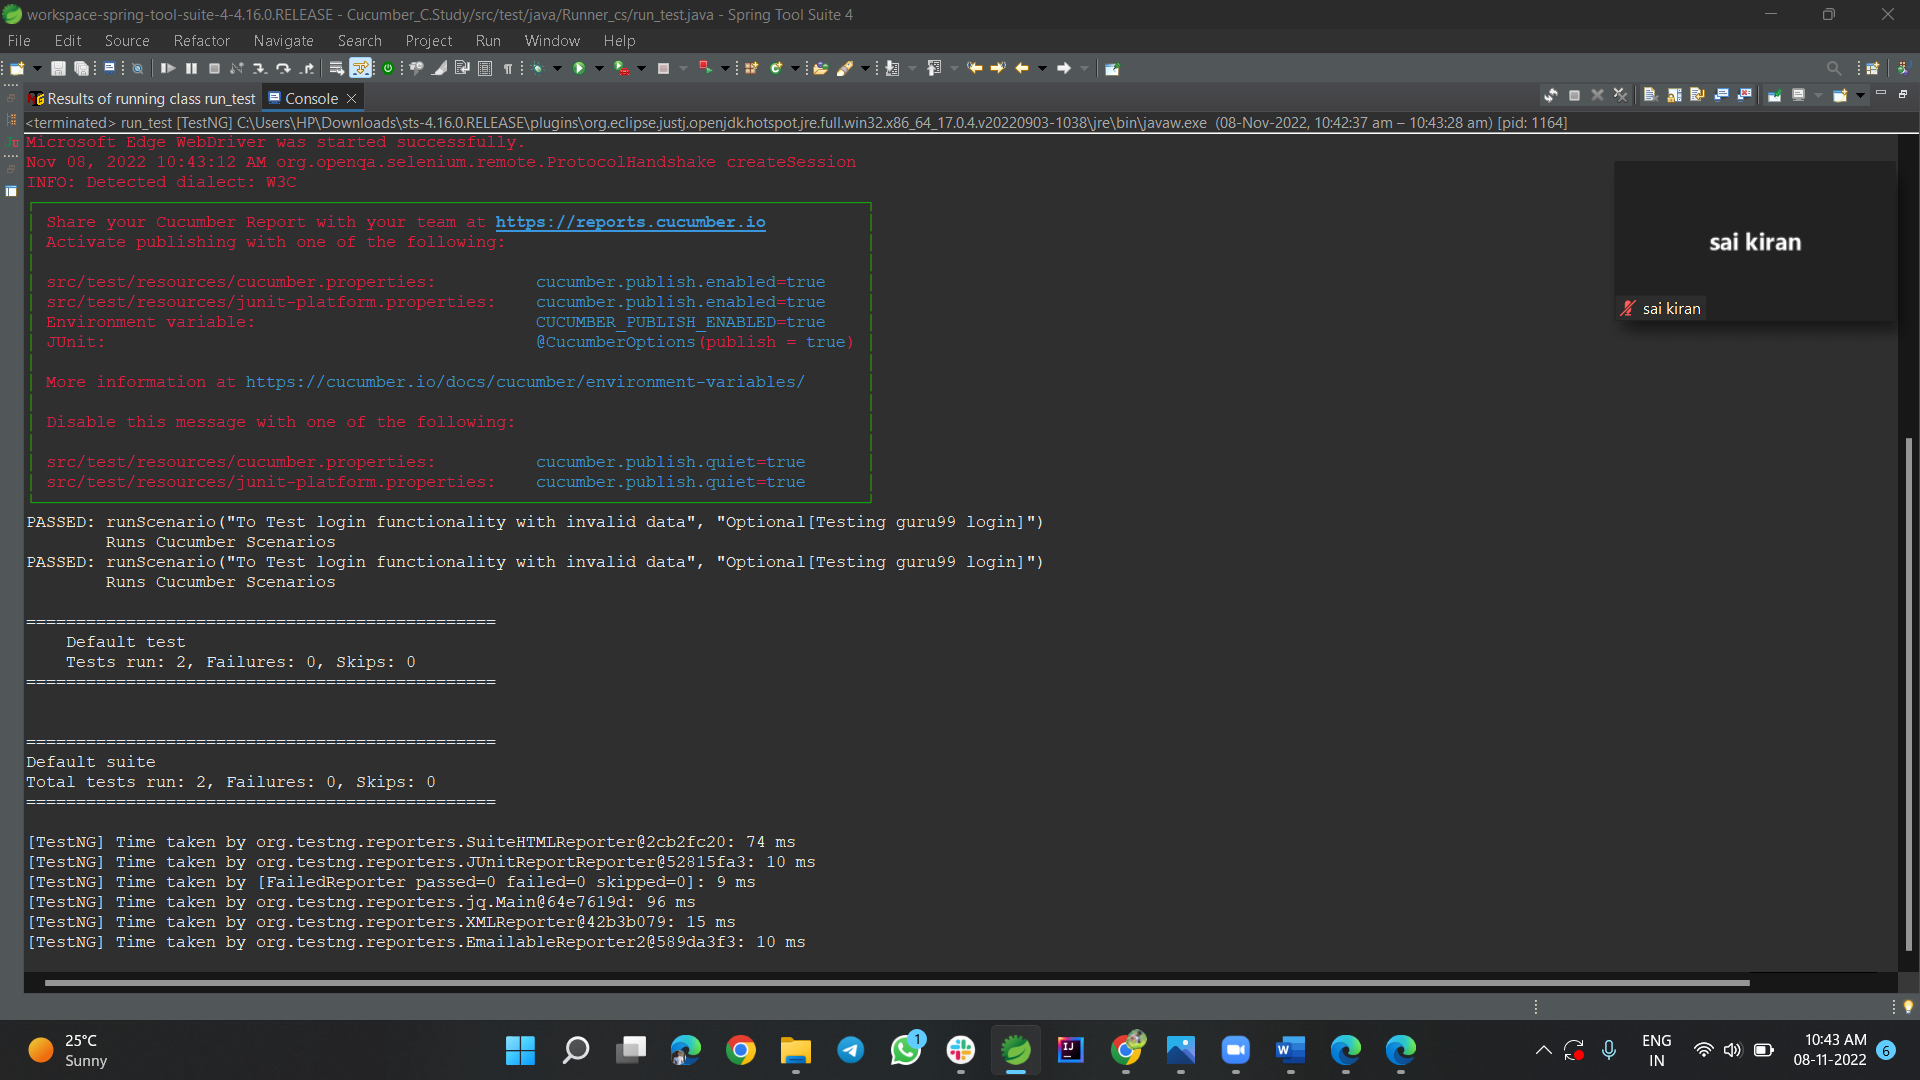 workspace-spring-tool-suite-4-4.16.0.RELEASE - Cucumber_C.Study/src/test/java/Runner_cs/run_test.java - Spring Tool Suite 4
File Edit Source Refactor Navigate Search Project Run Window Help
Results of running class run_test Console
<terminated> run_test [TestNG] C:\Users\HP\Downloads\sts-4.16.0.RELEASE\plugins\org.eclipse.justj.openjdk.hotspot.jre.full.win32.x86_64_17.0.4.v20220903-1038\jre\bin\javaw.exe (08-Nov-2022, 10:42:37 am – 10:43:28 am) [pid: 1164]
Microsoft Edge WebDriver was started successfully.
Nov 08, 2022 10:43:12 AM org.openqa.selenium.remote.ProtocolHandshake createSession
INFO: Detected dialect: W3C
Share your Cucumber Report with your team at https://reports.cucumber.io
Activate publishing with one of the following:
src/test/resources/cucumber.properties: cucumber.publish.enabled=true
src/test/resources/junit-platform.properties: cucumber.publish.enabled=true
Environment variable: CUCUMBER_PUBLISH_ENABLED=true
JUnit: @CucumberOptions(publish = true)
More information at https://cucumber.io/docs/cucumber/environment-variables/
Disable this message with one of the following:
src/test/resources/cucumber.properties: cucumber.publish.quiet=true
src/test/resources/junit-platform.properties: cucumber.publish.quiet=true
PASSED: runScenario("To Test login functionality with invalid data", "Optional[Testing guru99 login]")
Runs Cucumber Scenarios
PASSED: runScenario("To Test login functionality with invalid data", "Optional[Testing guru99 login]")
Runs Cucumber Scenarios
===============================================
Default test
Tests run: 2, Failures: 0, Skips: 0
===============================================
===============================================
Default suite
Total tests run: 2, Failures: 0, Skips: 0
===============================================
[TestNG] Time taken by org.testng.reporters.SuiteHTMLReporter@2cb2fc20: 74 ms
[TestNG] Time taken by org.testng.reporters.JUnitReportReporter@52815fa3: 10 ms
[TestNG] Time taken by [FailedReporter passed=0 failed=0 skipped=0]: 9 ms
[TestNG] Time taken by org.testng.reporters.jq.Main@64e7619d: 96 ms
[TestNG] Time taken by org.testng.reporters.XMLReporter@42b3b079: 15 ms
[TestNG] Time taken by org.testng.reporters.EmailableReporter2@589da3f3: 10 ms
sai kiran
sai kiran
25°C
Sunny
1
ENG
IN
10:43 AM
08-11-2022
6